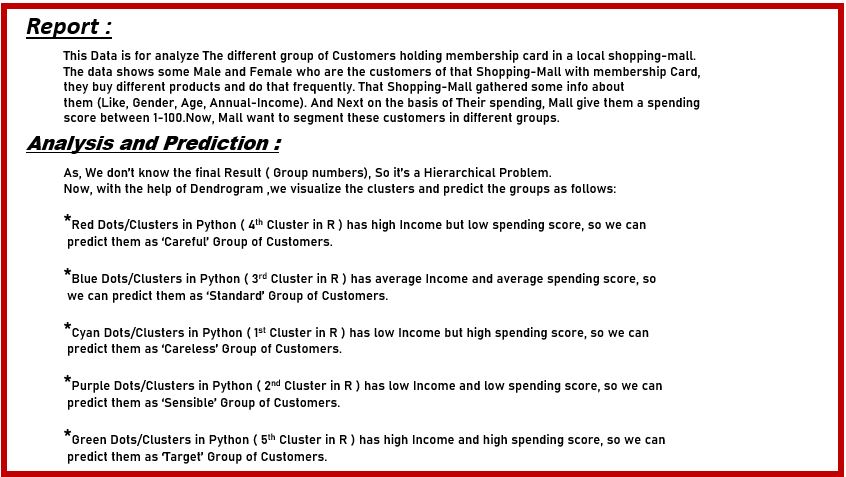 Report :
This Data is for analyze The different group of Customers holding membership card in a local shopping-mall.
The data shows some Male and Female who are the customers of that Shopping-Mall with membership Card,
they buy different products and do that frequently. That Shopping-Mall gathered some info about
them (Like, Gender, Age, Annual-Income). And Next on the basis of Their spending, Mall give them a spending
score between 1-100.Now, Mall want to segment these customers in different groups.
Analysis and Prediction :
As, We don't know the final Result ( Group numbers), So it's a Hierarchical Problem.
Now, with the help of Dendrogram ,we visualize the clusters and predict the groups as follows:
*Red Dots/Clusters in Python ( 4th Cluster in R ) has high Income but low spending score, so we can
predict them as ‘Careful’ Group of Customers.
*Blue Dots/Clusters in Python ( 3rd Cluster in R ) has average Income and average spending score, so
we can predict them as ‘Standard’ Group of Customers.
*Cyan Dots/Clusters in Python ( 1st Cluster in R ) has low Income but high spending score, so we can
predict them as ‘Careless’ Group of Customers.
*Purple Dots/Clusters in Python ( 2nd Cluster in R ) has low Income and low spending score, so we can
predict them as ‘Sensible’ Group of Customers.
*Green Dots/Clusters in Python ( 5th Cluster in R ) has high Income and high spending score, so we can
predict them as ‘Target’ Group of Customers.